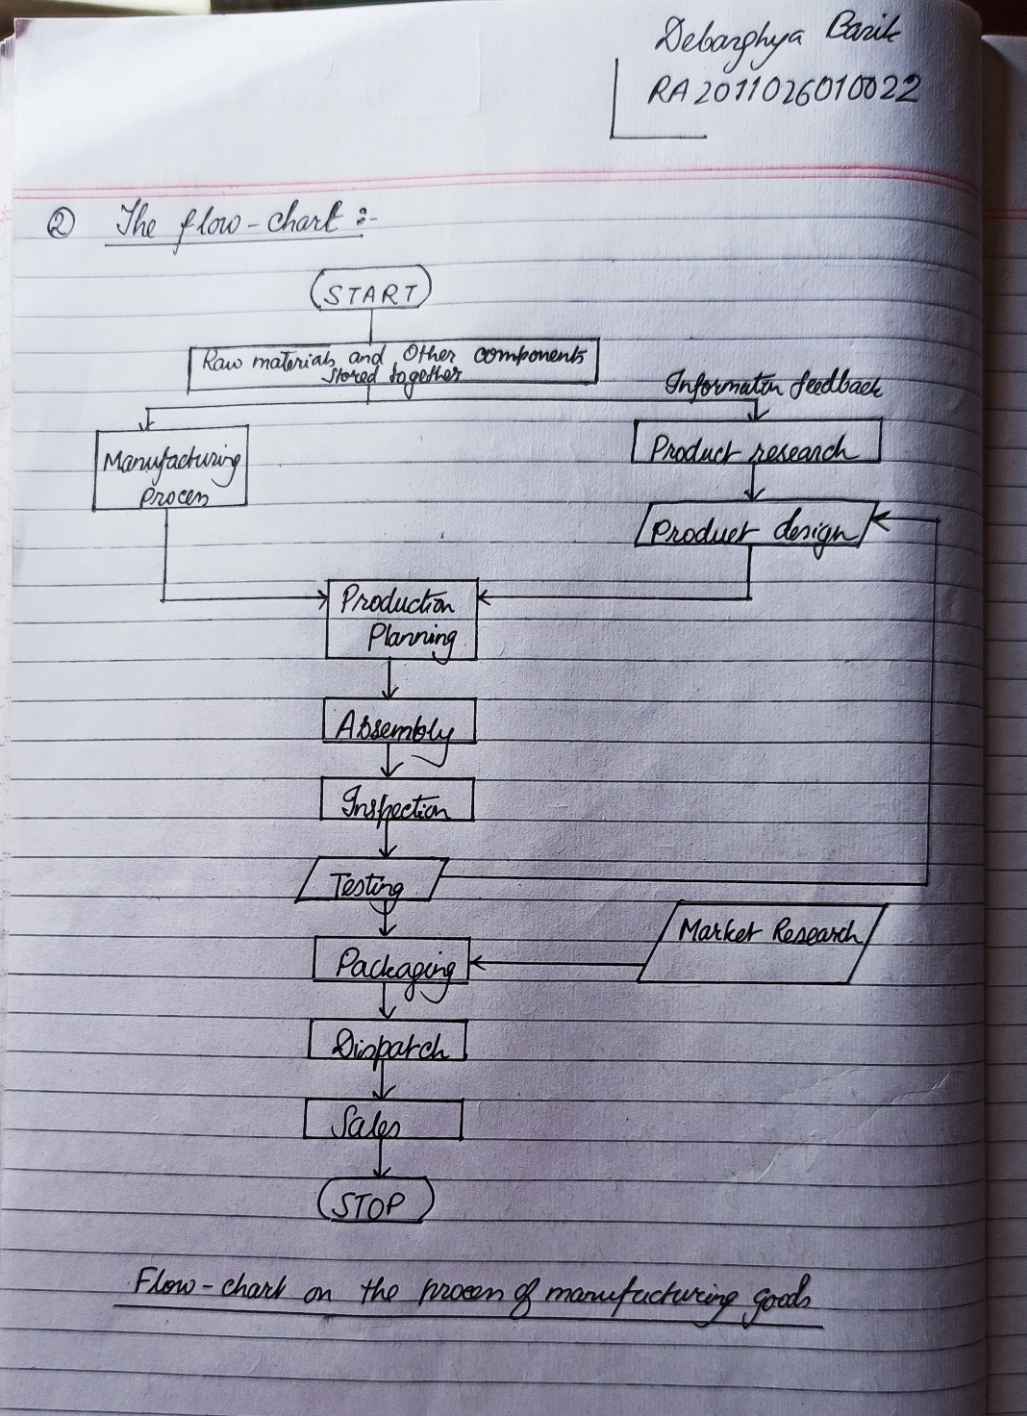 Debarghya Barik
RA2011026010022
② The flow-chart :-
START
Raw materials and Other components
stored together
Information feedback
Manufacturing
process
Product research
Product design
Production
Planning
Assembly
Inspection
Testing
Market Research
Packaging
Dispatch
Sales
STOP
Flow-chart on the process of manufacturing goods